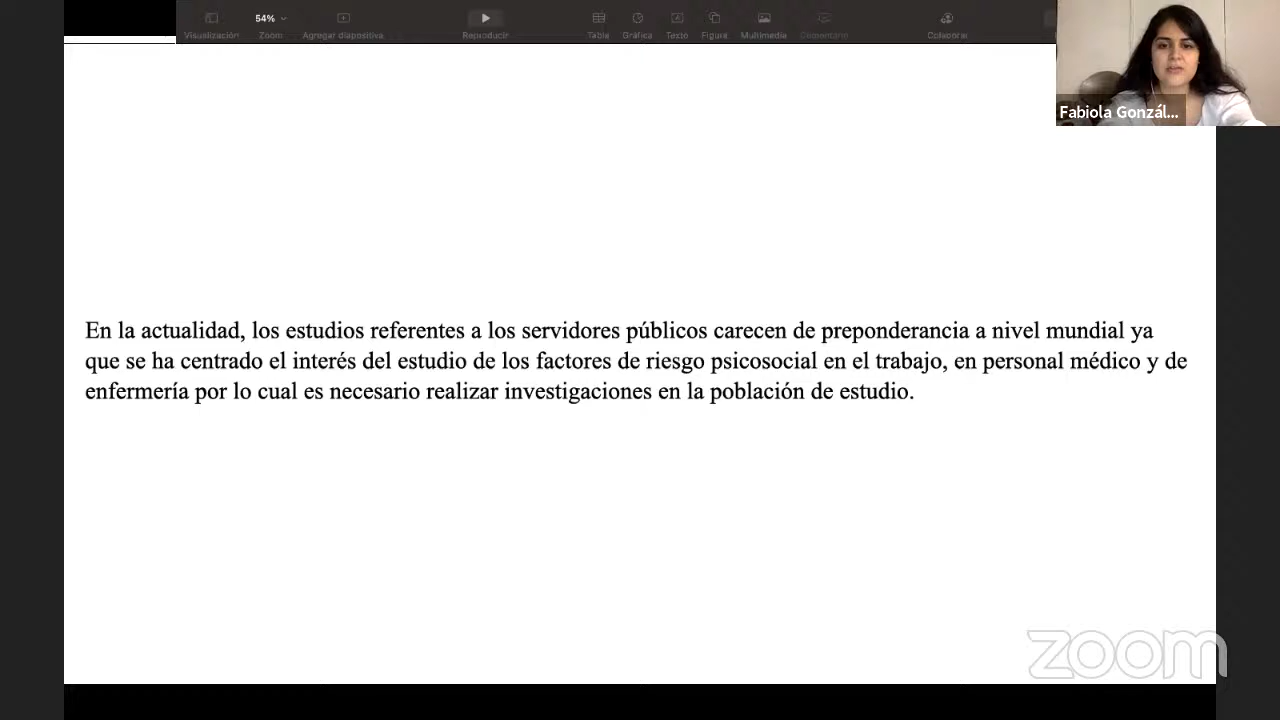 54%
Visualización
Zoom
Agregar diapositiva
Reproducir
Tabla
Gráfica
Texto
Figura
Multimedia
Comentario
Colaborar
Fabiola Gonzál...
En la actualidad, los estudios referentes a los servidores públicos carecen de preponderancia a nivel mundial ya
que se ha centrado el interés del estudio de los factores de riesgo psicosocial en el trabajo, en personal médico y de
enfermería por lo cual es necesario realizar investigaciones en la población de estudio.
zoom